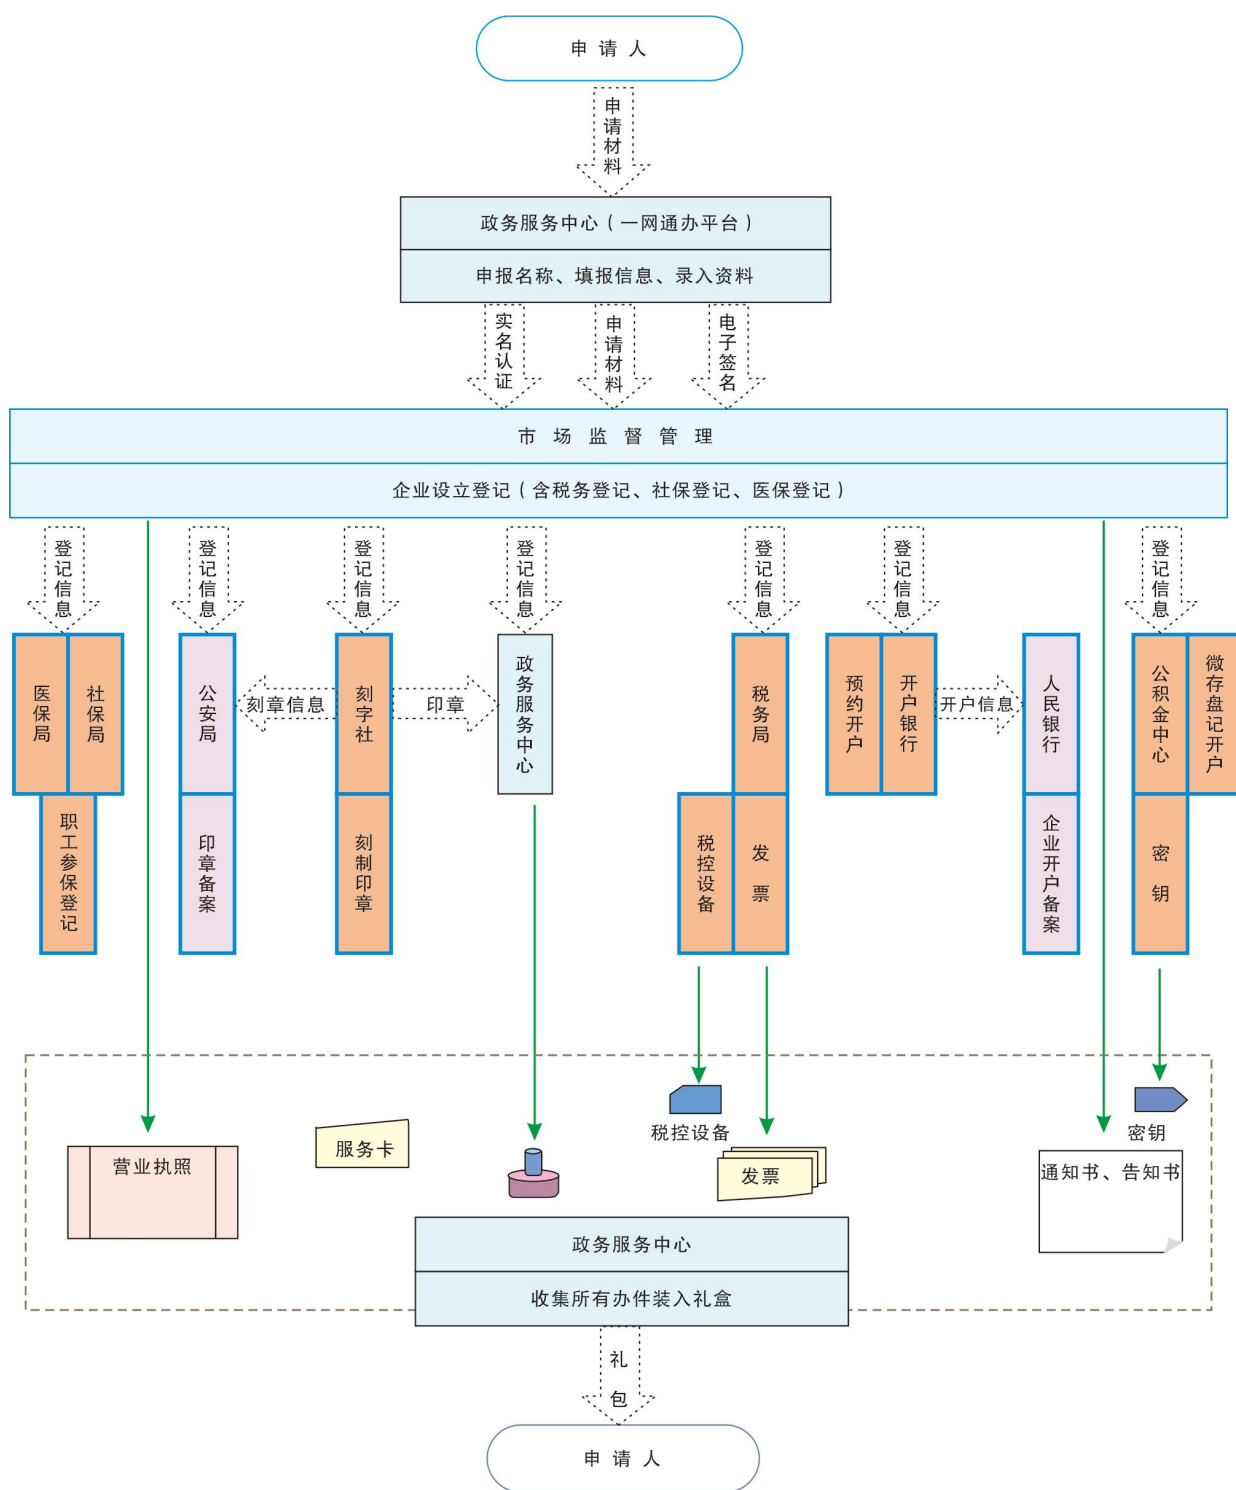 申请人
申请材料
政务服务中心（一网通办平台）
申报名称、填报信息、录入资料
实名认证
申请材料
电子签名
市场监督管理
企业设立登记（含税务登记、社保登记、医保登记）
登记信息
登记信息
登记信息
登记信息
登记信息
登记信息
登记信息
医保局
社保局
公安局
刻章信息
刻字社
印章
政务服务中心
税务局
预约开户
开户银行
开户信息
人民银行
公积金中心
微存盘记开户
职工参保登记
印章备案
刻制印章
税控设备
发票
企业开户备案
密钥
营业执照
服务卡
税控设备
发票
密钥
通知书、告知书
政务服务中心
收集所有办件装入礼盒
礼包
申请人